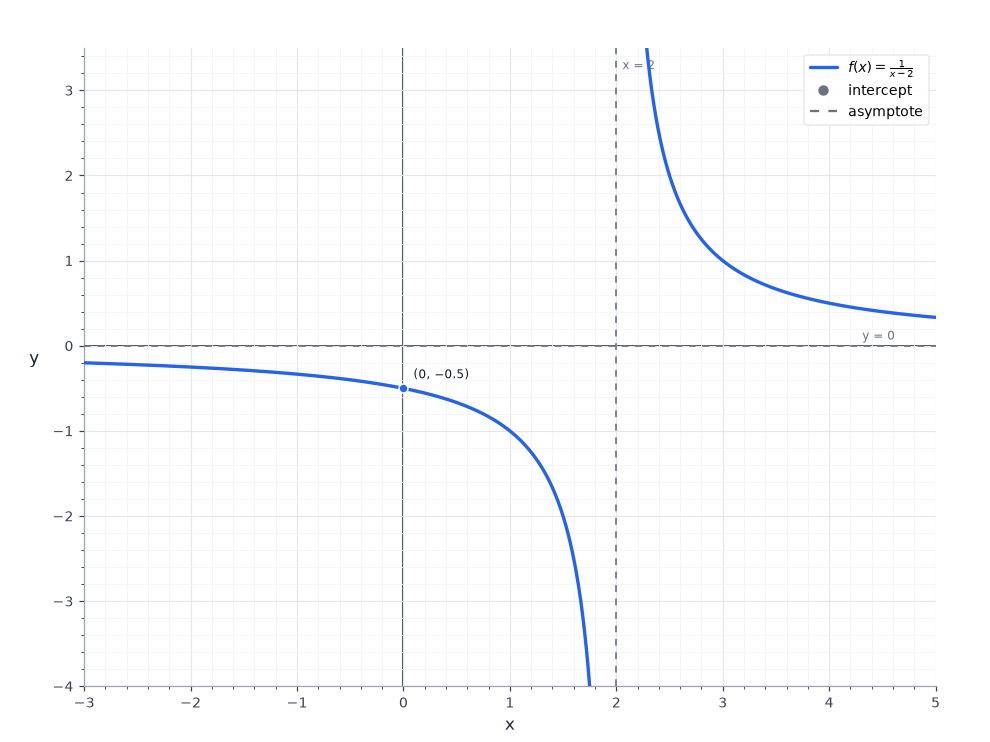 x = 2
f(x) = 1/(x−2)
intercept
asymptote
3
2
1
0
−1
−2
−3
−4
y
y = 0
(0, −0.5)
−3 −2 −1 0 1 2 3 4 5
x